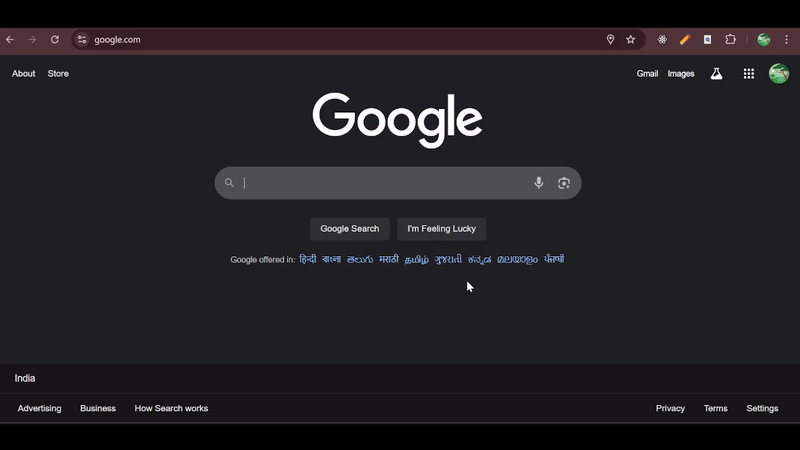 google.com
About Store Gmail Images
Google
Google Search I'm Feeling Lucky
Google offered in: हिन्दी বাংলা తెలుగు मराठी தமிழ் ગુજરાતી ಕನ್ನಡ മലയാളം ਪੰਜਾਬੀ
India
Advertising Business How Search works Privacy Terms Settings